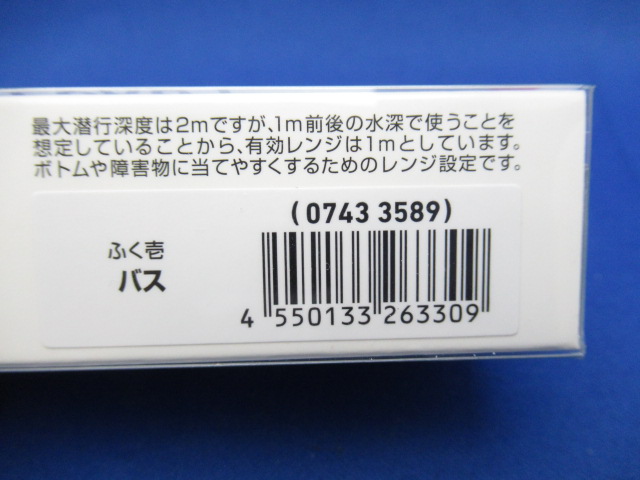 最大潜行深度は2mですが、1m前後の水深で使うことを
想定していることから、有効レンジは1mとしています。
ボトムや障害物に当てやすくするためのレンジ設定です。
(0743 3589)
ふく壱
バス
4 550133 263309